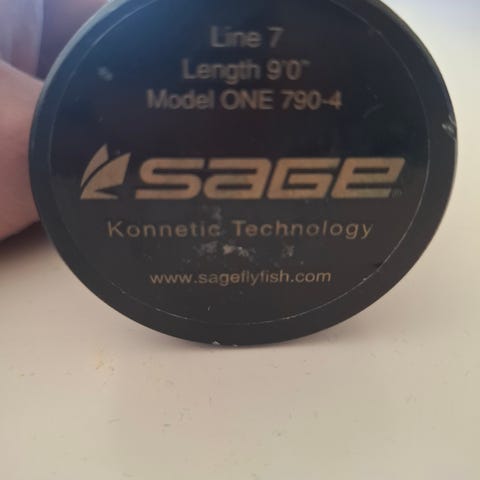 Line 7
Length 9'0"
Model ONE 790-4
SAGE
Konnetic Technology
www.sageflyfish.com